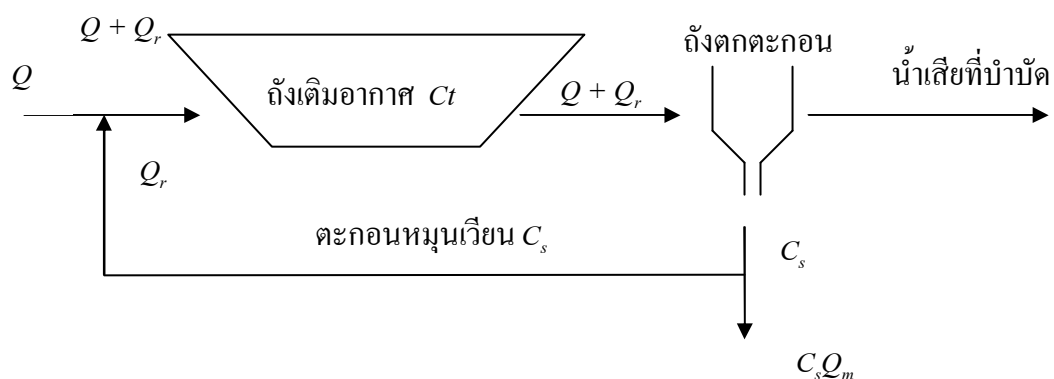 Q + Qr
ถังตกตะกอน
Q
ถังเติมอากาศ Ct
Q + Qr
น้ำเสียที่บำบัด
Qr
ตะกอนหมุนเวียน Cs
Cs
CsQm